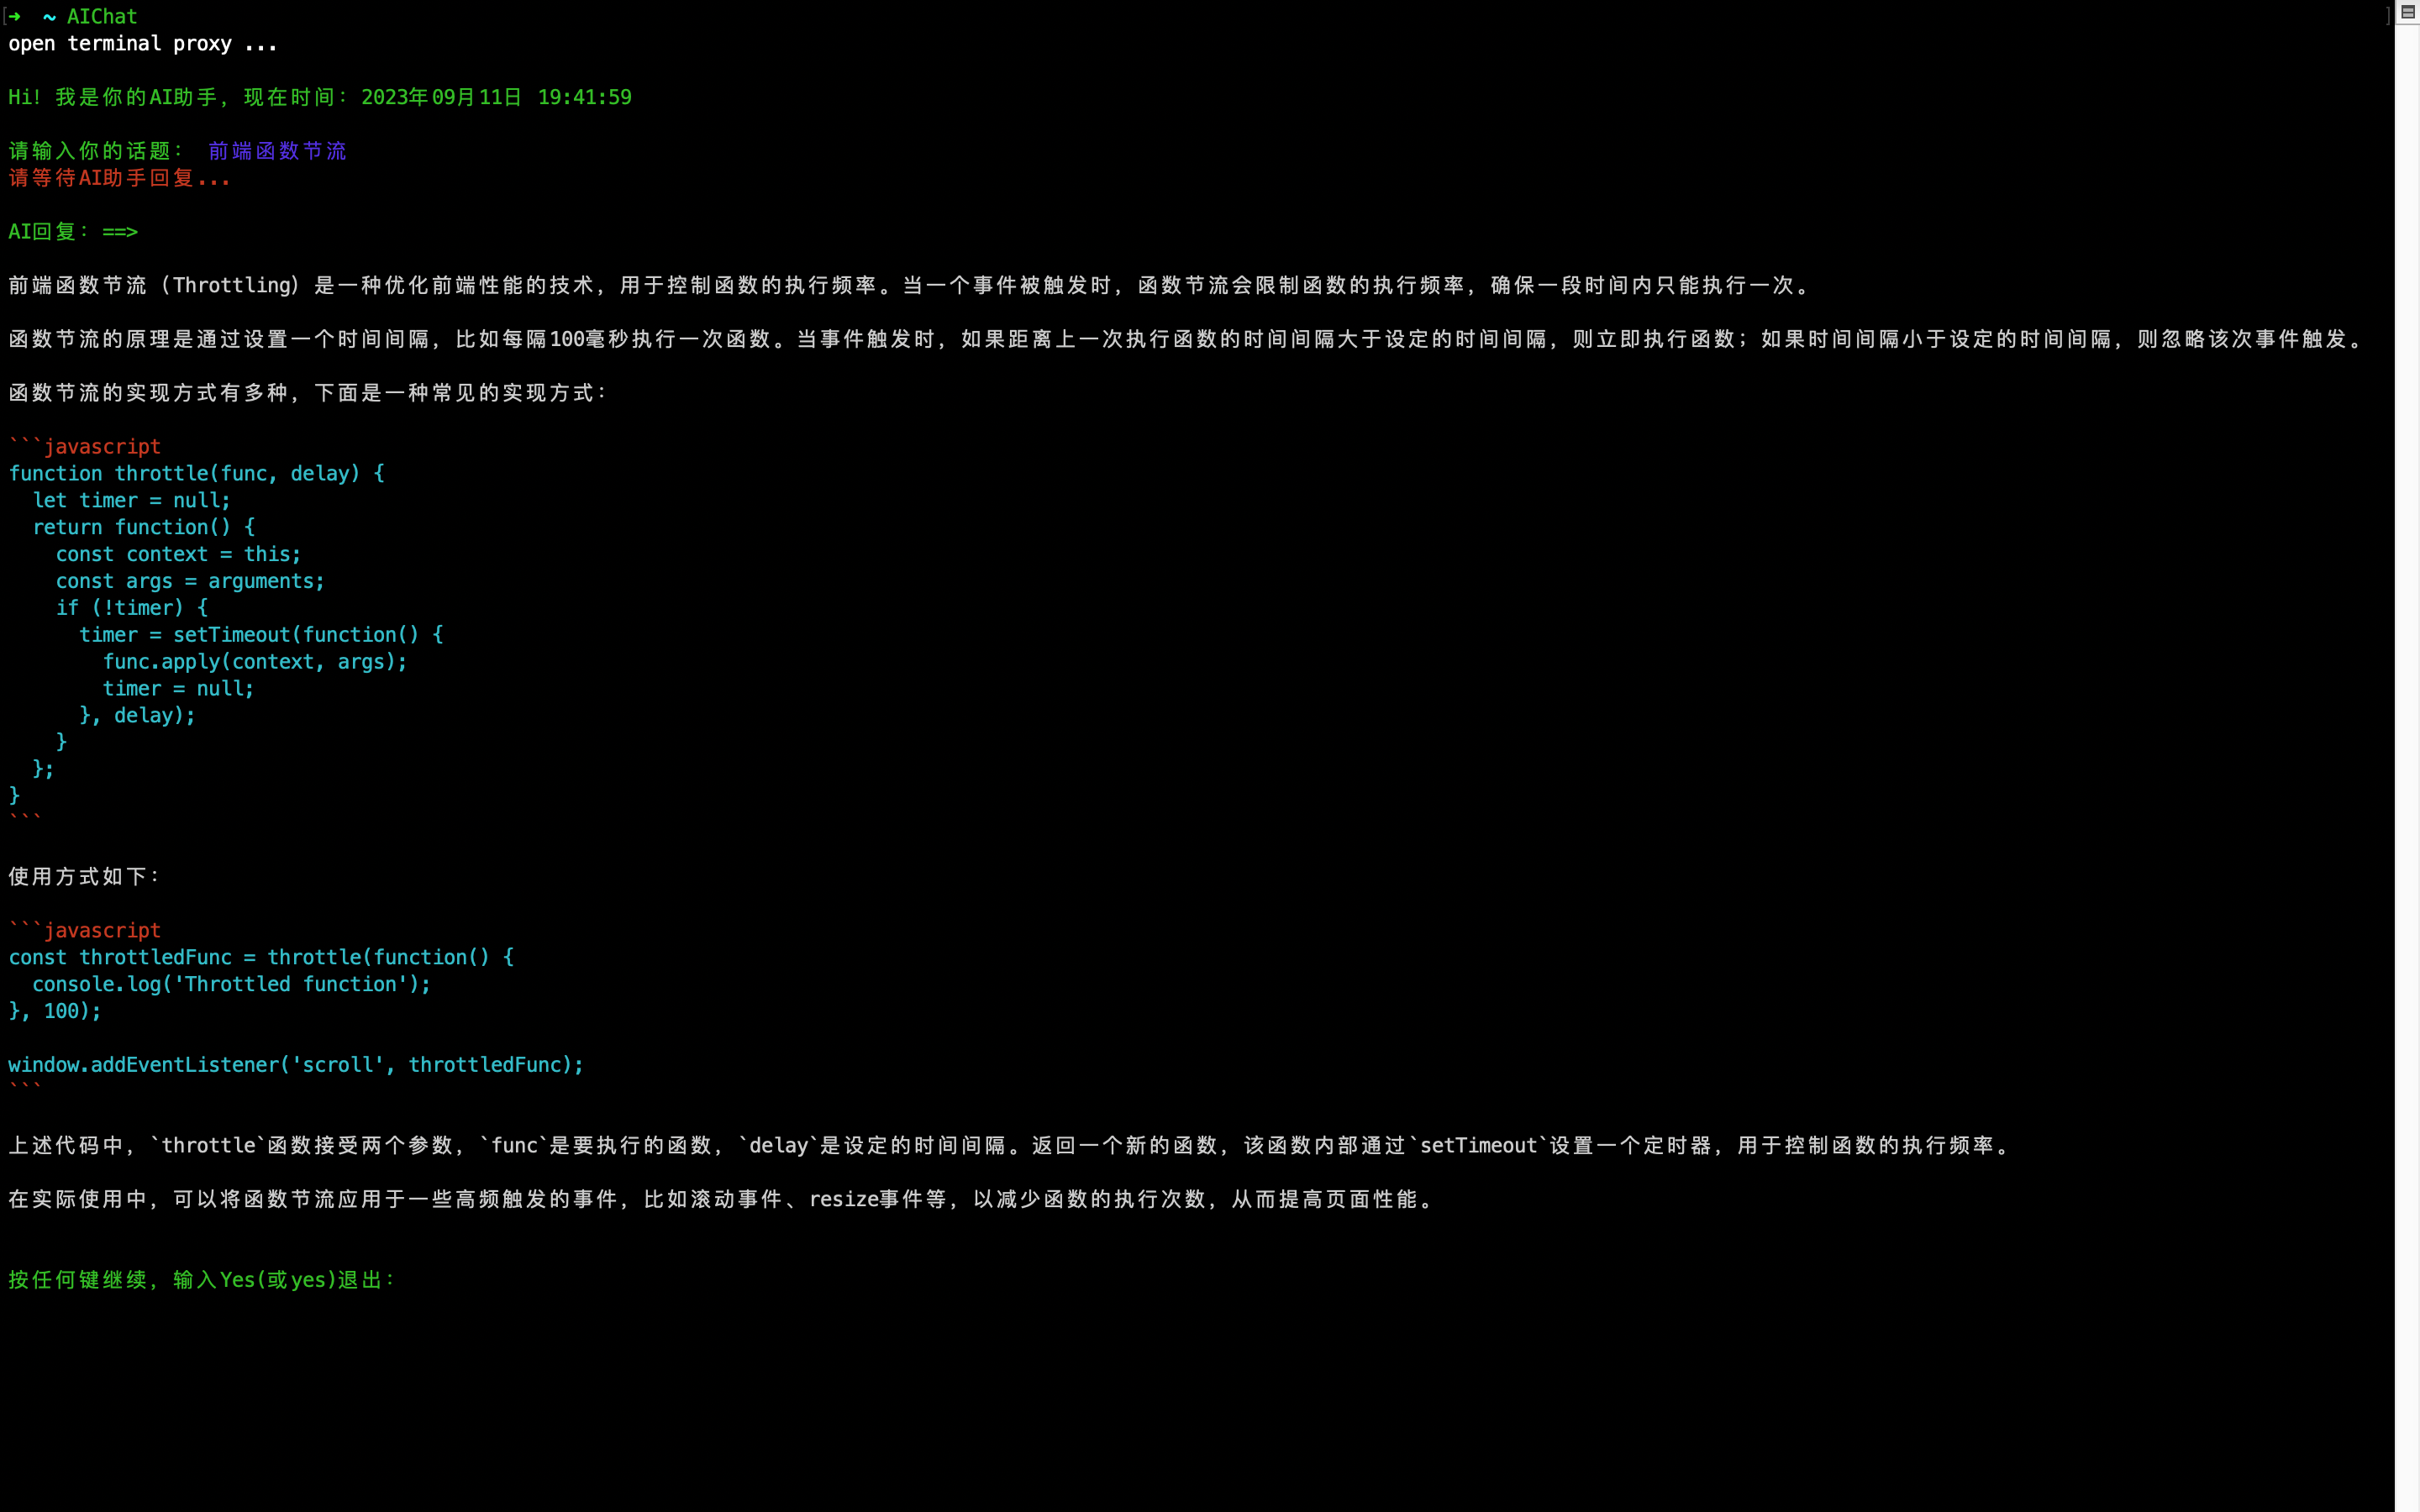 ➜  ~ AIChat
open terminal proxy ...
Hi! 我是你的AI助手，现在时间：2023年09月11日 19:41:59
请输入你的话题： 前端函数节流
请等待AI助手回复...
AI回复：==>
前端函数节流（Throttling）是一种优化前端性能的技术，用于控制函数的执行频率。当一个事件被触发时，函数节流会限制函数的执行频率，确保一段时间内只能执行一次。
函数节流的原理是通过设置一个时间间隔，比如每隔100毫秒执行一次函数。当事件触发时，如果距离上一次执行函数的时间间隔大于设定的时间间隔，则立即执行函数；如果时间间隔小于设定的时间间隔，则忽略该次事件触发。
函数节流的实现方式有多种，下面是一种常见的实现方式：
```javascript
function throttle(func, delay) {
  let timer = null;
  return function() {
    const context = this;
    const args = arguments;
    if (!timer) {
      timer = setTimeout(function() {
        func.apply(context, args);
        timer = null;
      }, delay);
    }
  };
}
```
使用方式如下：
```javascript
const throttledFunc = throttle(function() {
  console.log('Throttled function');
}, 100);
window.addEventListener('scroll', throttledFunc);
```
上述代码中，`throttle`函数接受两个参数，`func`是要执行的函数，`delay`是设定的时间间隔。返回一个新的函数，该函数内部通过`setTimeout`设置一个定时器，用于控制函数的执行频率。
在实际使用中，可以将函数节流应用于一些高频触发的事件，比如滚动事件、resize事件等，以减少函数的执行次数，从而提高页面性能。
按任何键继续，输入Yes(或yes)退出：